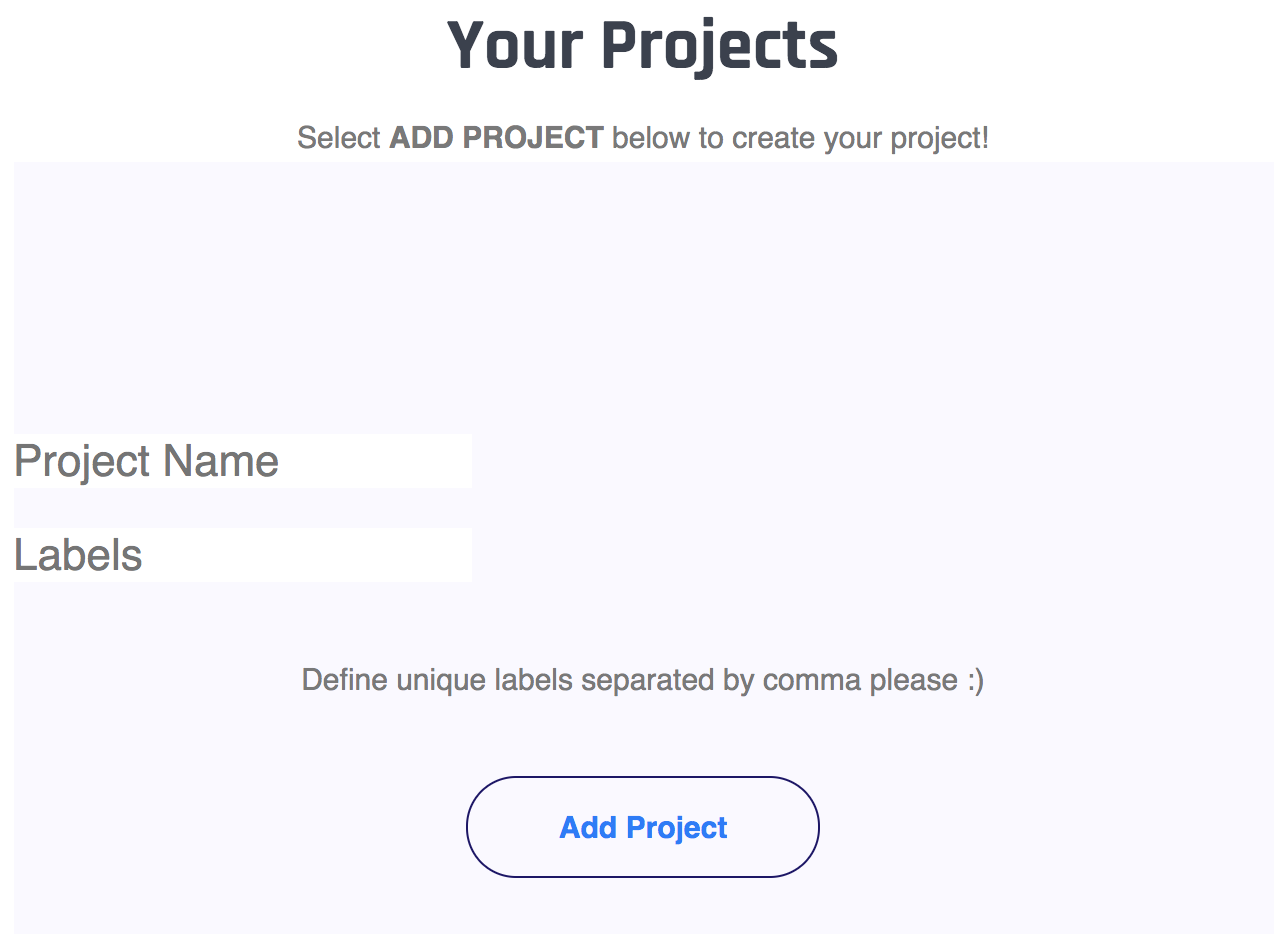 Your Projects
Select ADD PROJECT below to create your project!
Project Name
Labels
Define unique labels separated by comma please :)
Add Project